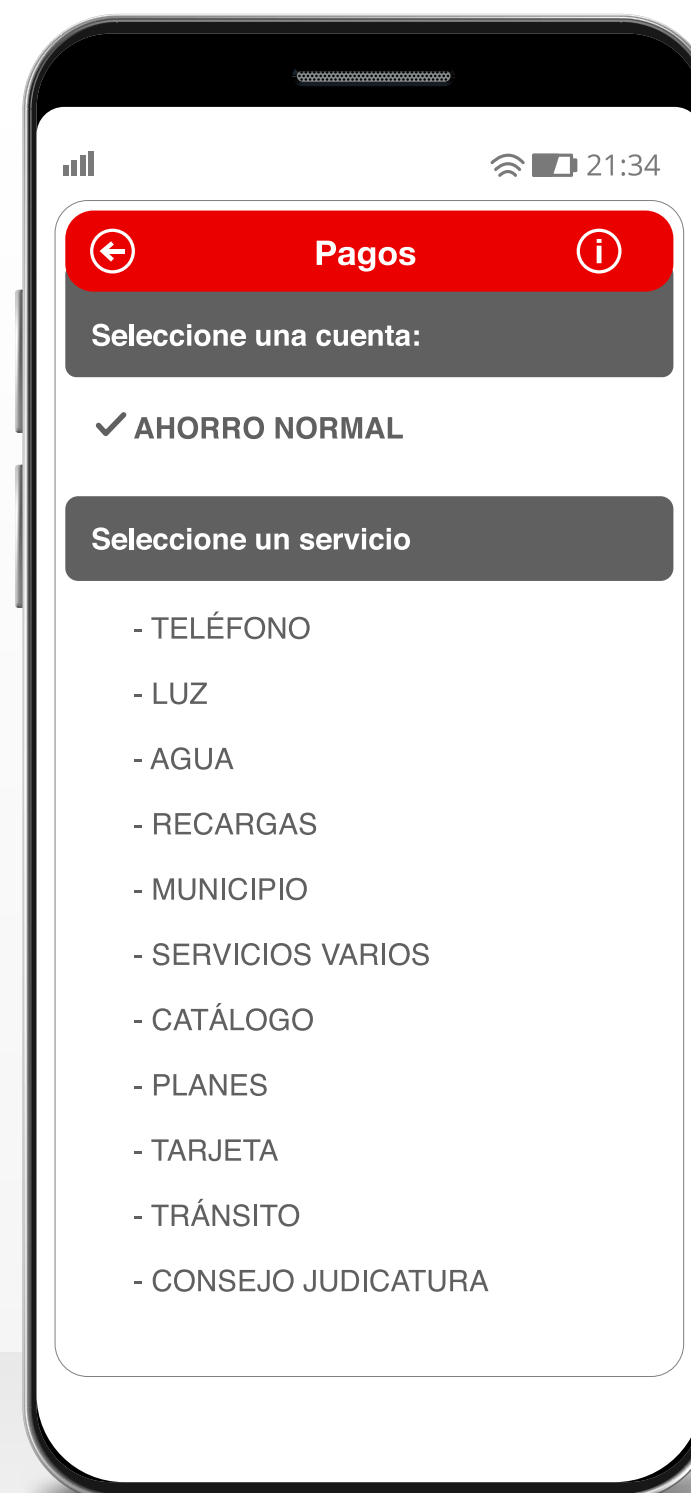 21:34
Pagos
Seleccione una cuenta:
AHORRO NORMAL
Seleccione un servicio
- TELÉFONO
- LUZ
- AGUA
- RECARGAS
- MUNICIPIO
- SERVICIOS VARIOS
- CATÁLOGO
- PLANES
- TARJETA
- TRÁNSITO
- CONSEJO JUDICATURA